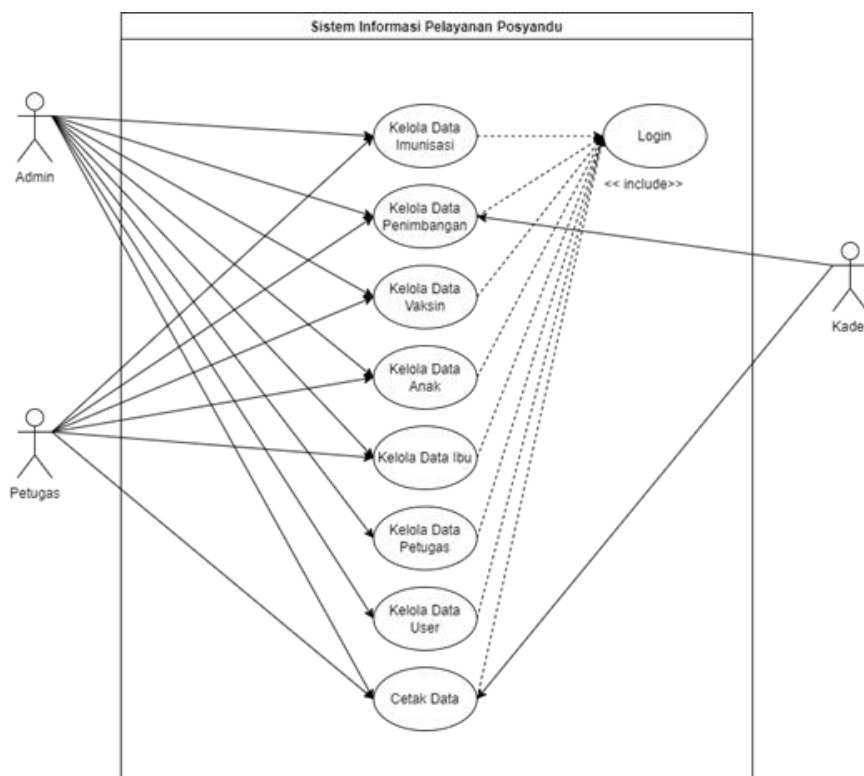 Sistem Informasi Pelayanan Posyandu
Admin
Kelola Data
Imunisasi
Login
<< include>>
Kelola Data
Penimbangan
Kelola Data
Vaksin
Kade
Kelola Data
Anak
Petugas
Kelola Data Ibu
Kelola Data
Petugas
Kelola Data
User
Cetak Data